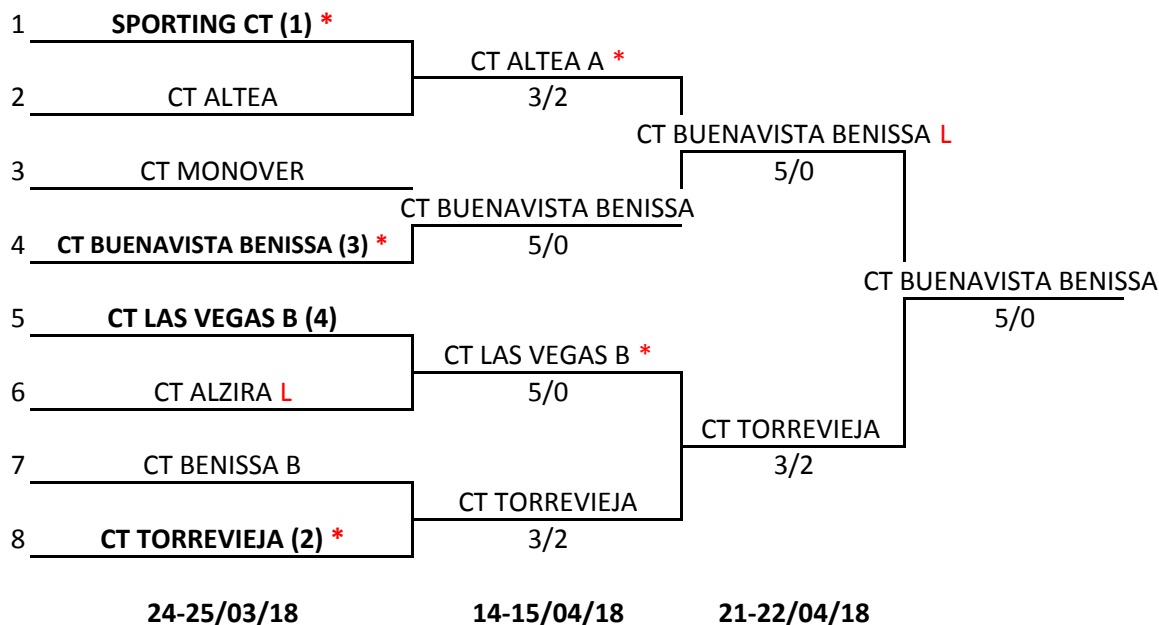 1 SPORTING CT (1) *
CT ALTEA A *
2 CT ALTEA
3/2
CT BUENAVISTA BENISSA L
3 CT MONOVER
5/0
CT BUENAVISTA BENISSA
4 CT BUENAVISTA BENISSA (3) *
5/0
CT BUENAVISTA BENISSA
5 CT LAS VEGAS B (4)
5/0
CT LAS VEGAS B *
6 CT ALZIRA L
5/0
CT TORREVIEJA
7 CT BENISSA B
3/2
CT TORREVIEJA
8 CT TORREVIEJA (2) *
3/2
24-25/03/18 14-15/04/18 21-22/04/18